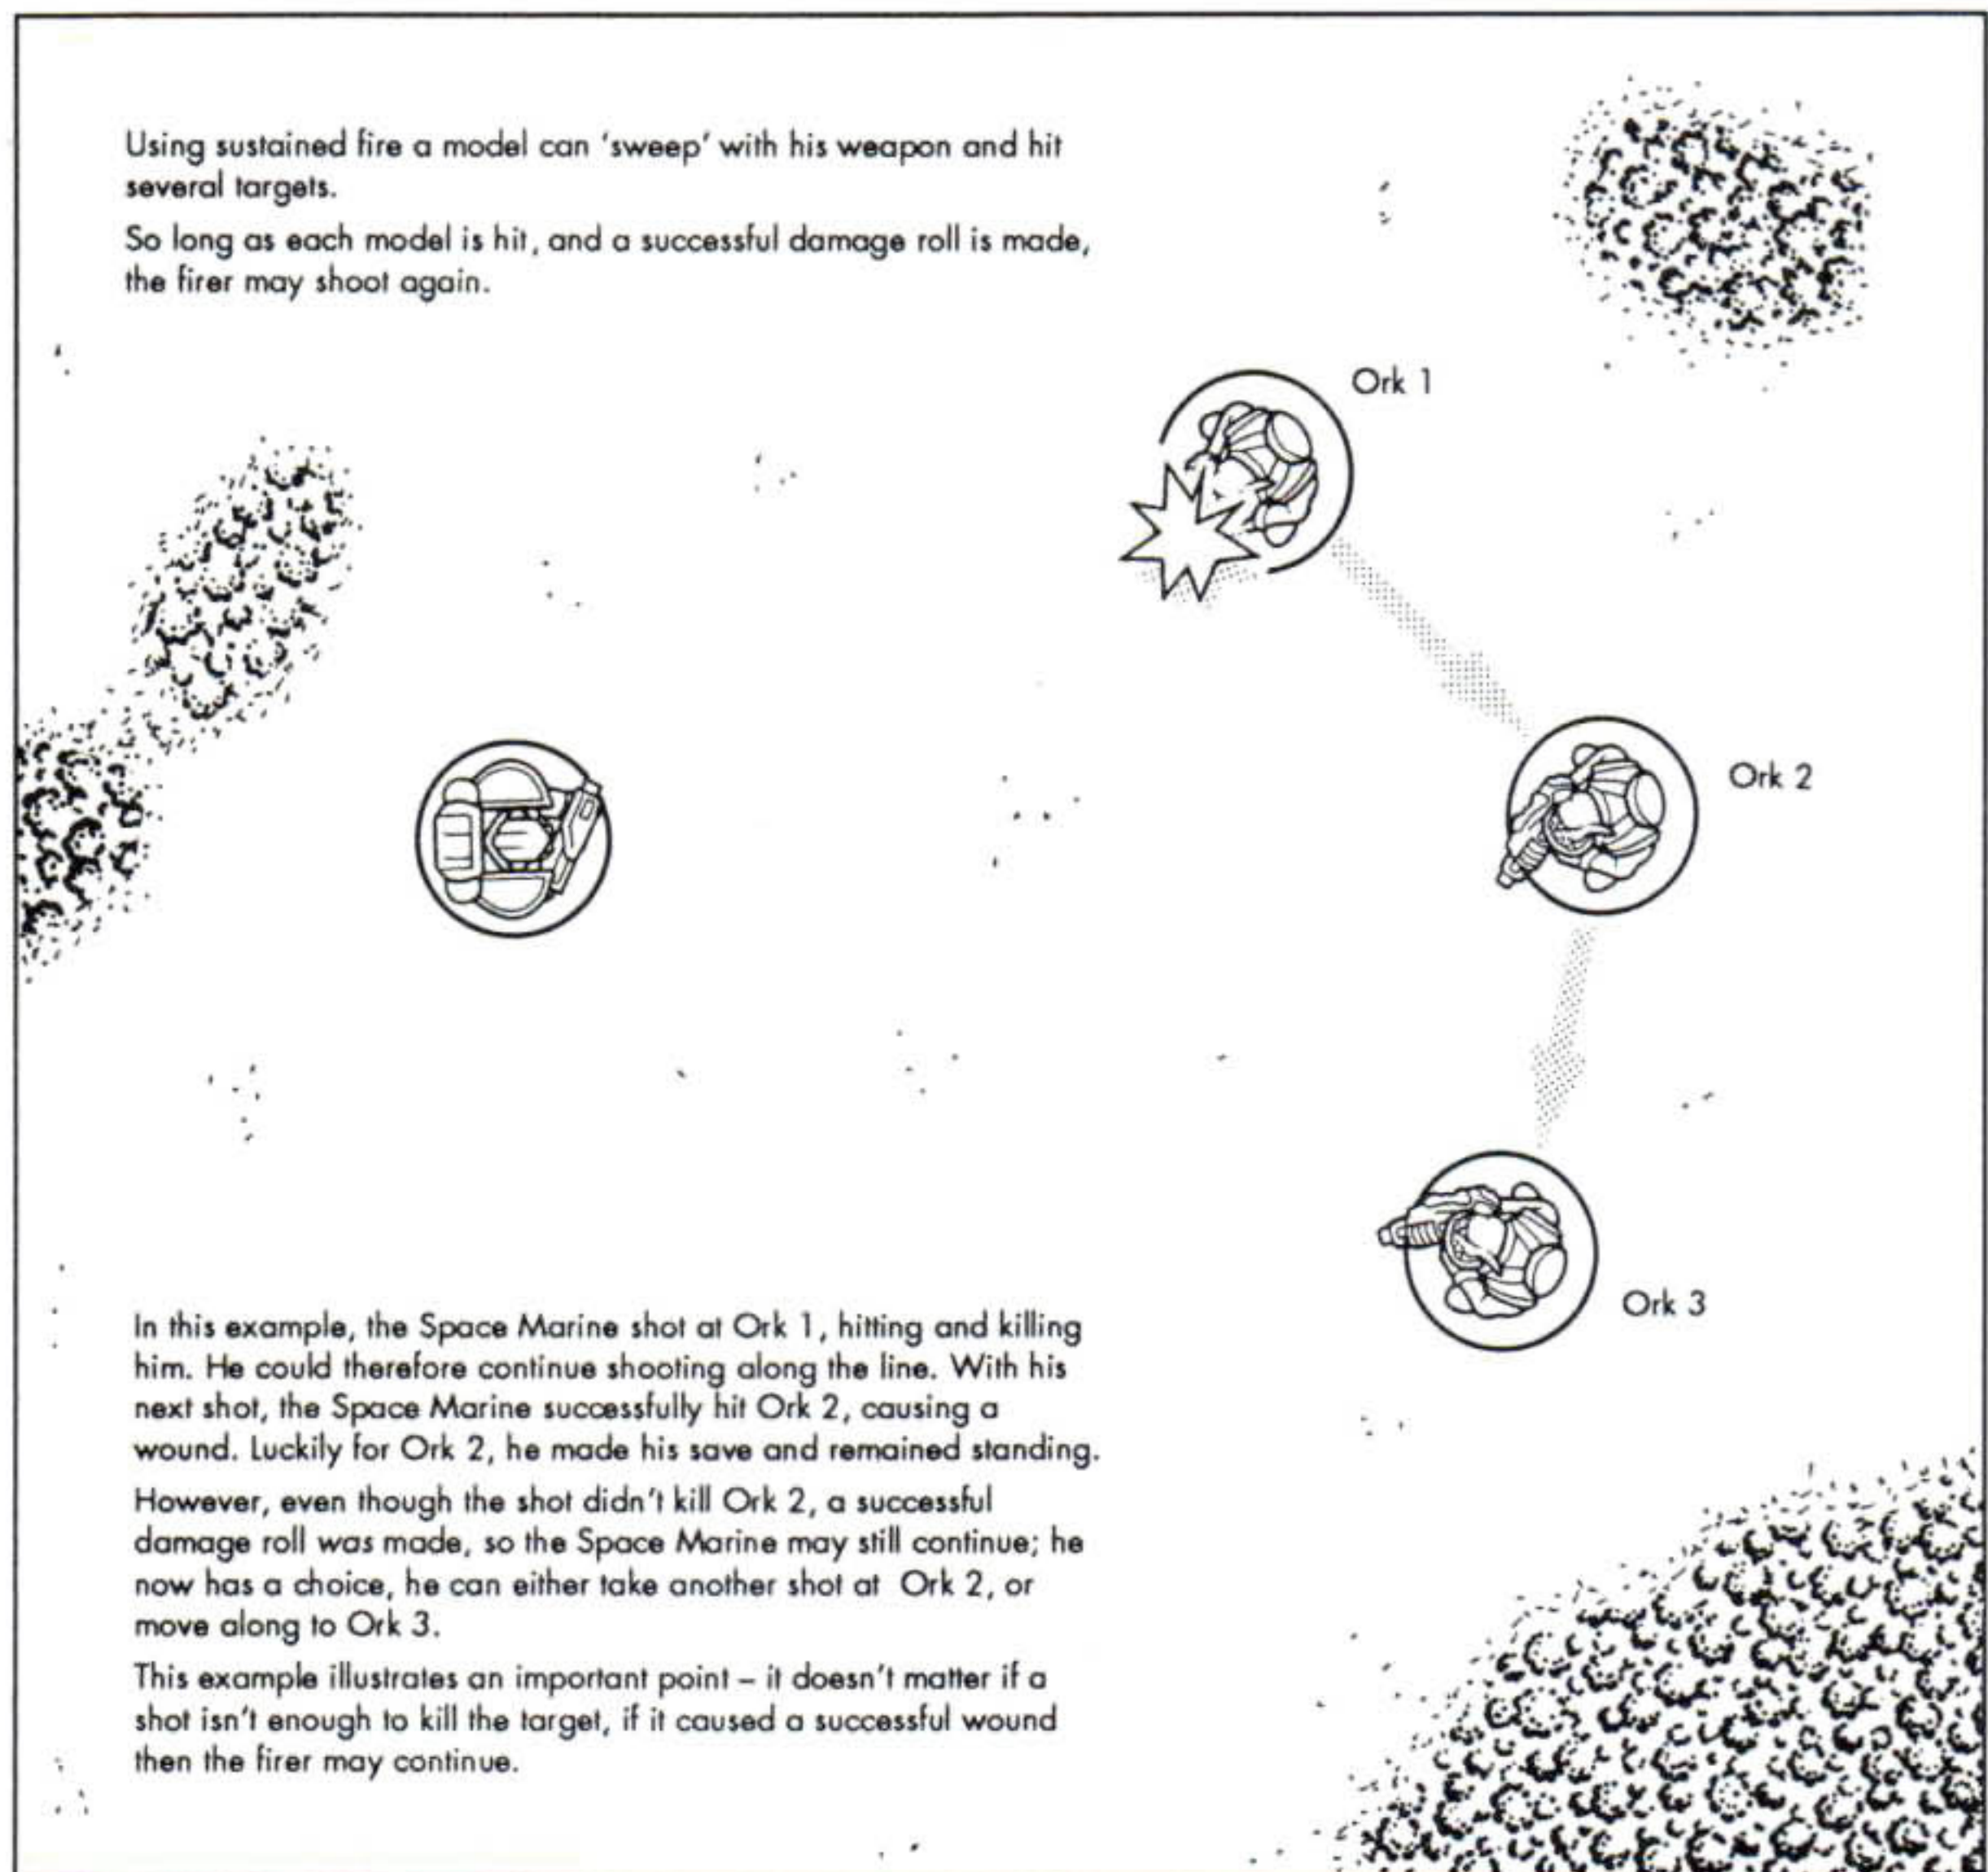 Using sustained fire a model can ‘sweep’ with his weapon and hit
several targets.
So long as each model is hit, and a successful damage roll is made,
the firer may shoot again.
Ork 1
Ork 2
Ork 3
In this example, the Space Marine shot at Ork 1, hitting and killing
him. He could therefore continue shooting along the line. With his
next shot, the Space Marine successfully hit Ork 2, causing a
wound. Luckily for Ork 2, he made his save and remained standing.
However, even though the shot didn’t kill Ork 2, a successful
damage roll was made, so the Space Marine may still continue; he
now has a choice, he can either take another shot at Ork 2, or
move along to Ork 3.
This example illustrates an important point – it doesn’t matter if a
shot isn’t enough to kill the target, if it caused a successful wound
then the firer may continue.